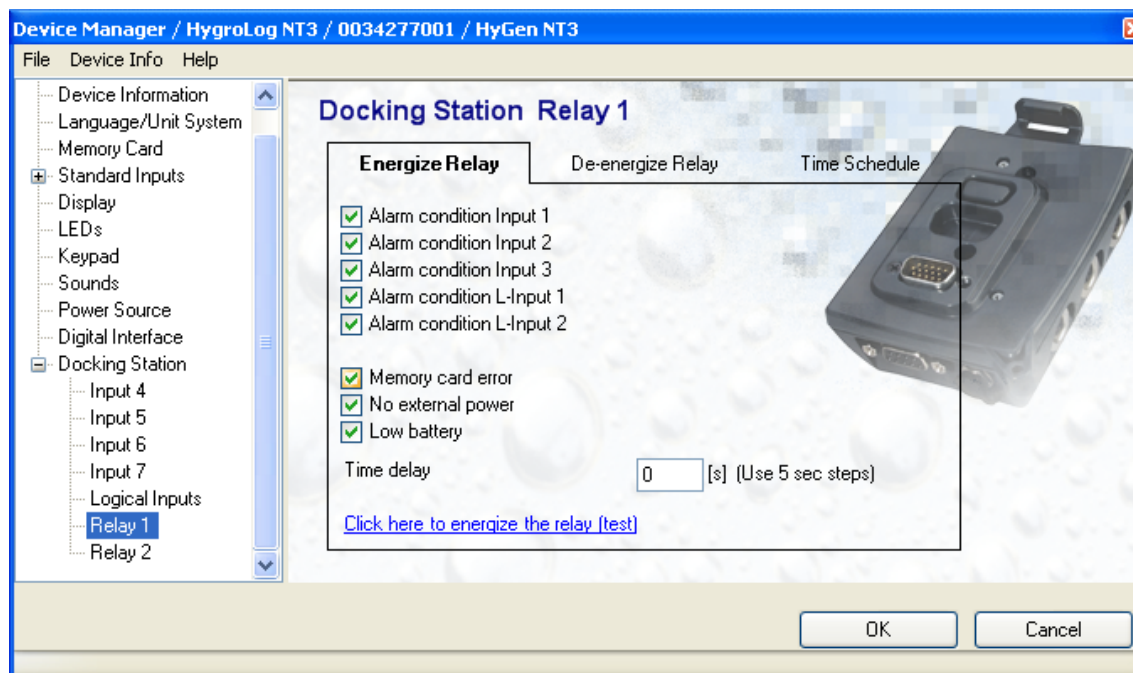 Device Manager / HygroLog NT3 / 0034277001 / HyGen NT3
File Device Info Help
Device Information
Language/Unit System
Memory Card
Standard Inputs
Display
LEDs
Keypad
Sounds
Power Source
Digital Interface
Docking Station
Input 4
Input 5
Input 6
Input 7
Logical Inputs
Relay 1
Relay 2
Docking Station Relay 1
Energize Relay De-energize Relay Time Schedule
Alarm condition Input 1
Alarm condition Input 2
Alarm condition Input 3
Alarm condition L-Input 1
Alarm condition L-Input 2
Memory card error
No external power
Low battery
Time delay 0 [s] (Use 5 sec steps)
Click here to energize the relay (test)
OK Cancel